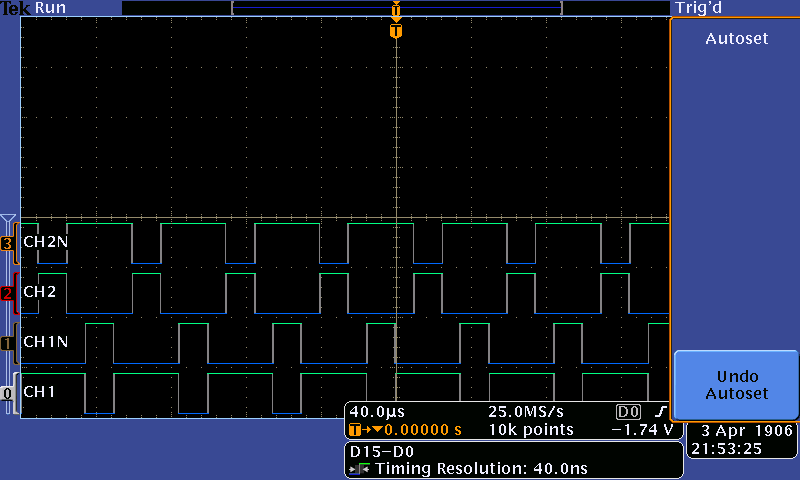 Tek Run Trig'd
T
T
Autoset
3 CH2N
2 CH2
1 CH1N
0 CH1
Undo
Autoset
40.0µs 25.0MS/s D0
T→▼0.00000 s 10k points −1.74 V
3 Apr 1906
21:53:25
D15−D0
Timing Resolution: 40.0ns